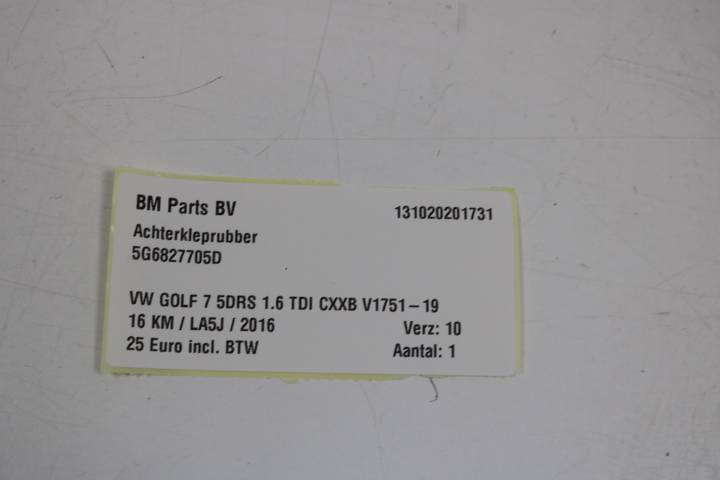 BM Parts BV 131020201731
Achterkleprubber
5G6827705D
VW GOLF 7 5DRS 1.6 TDI CXXB V1751-19
16 KM / LA5J / 2016 Verz: 10
25 Euro incl. BTW Aantal: 1